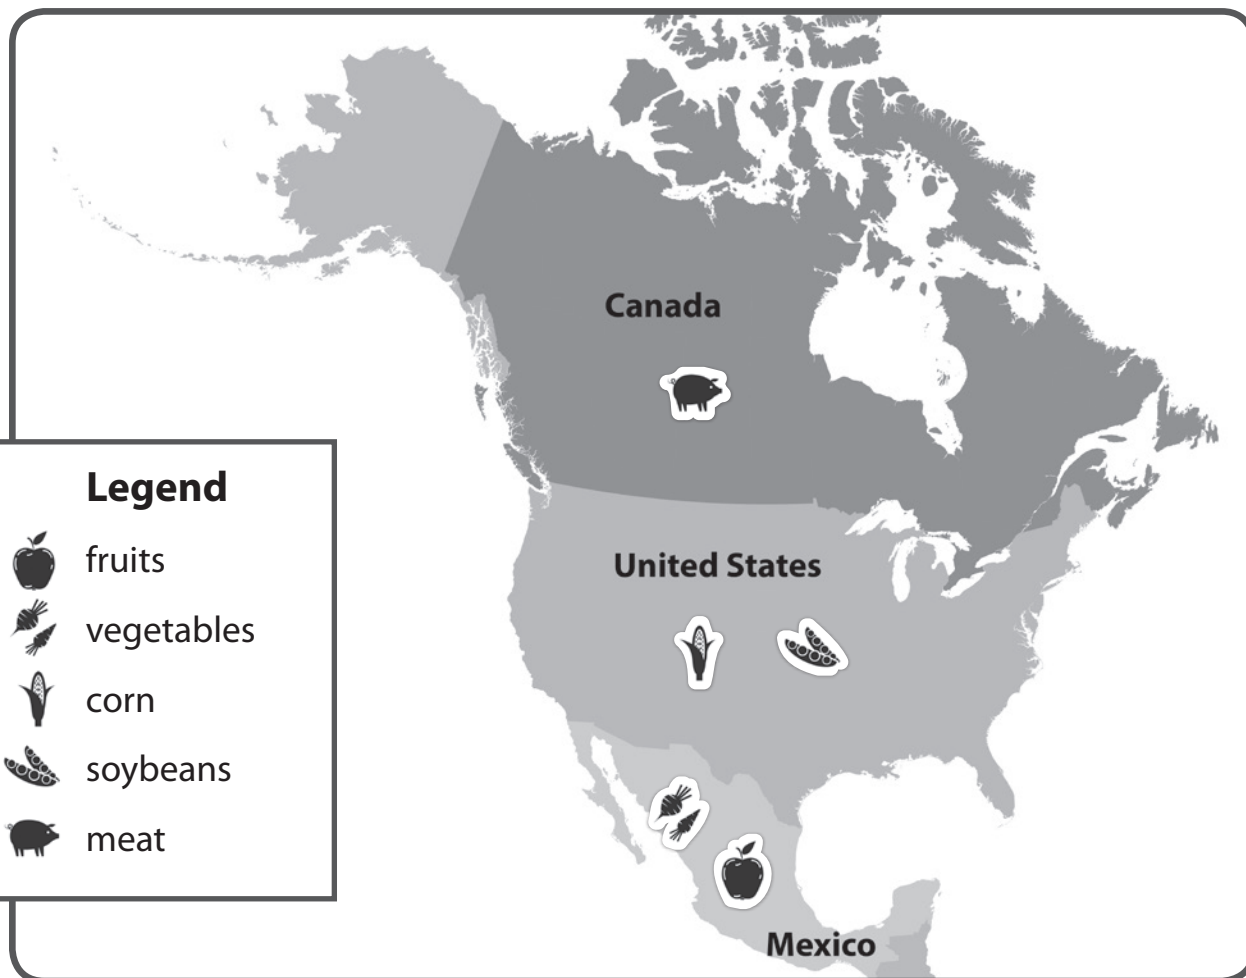 Canada
United States
Mexico
Legend
fruits
vegetables
corn
soybeans
meat